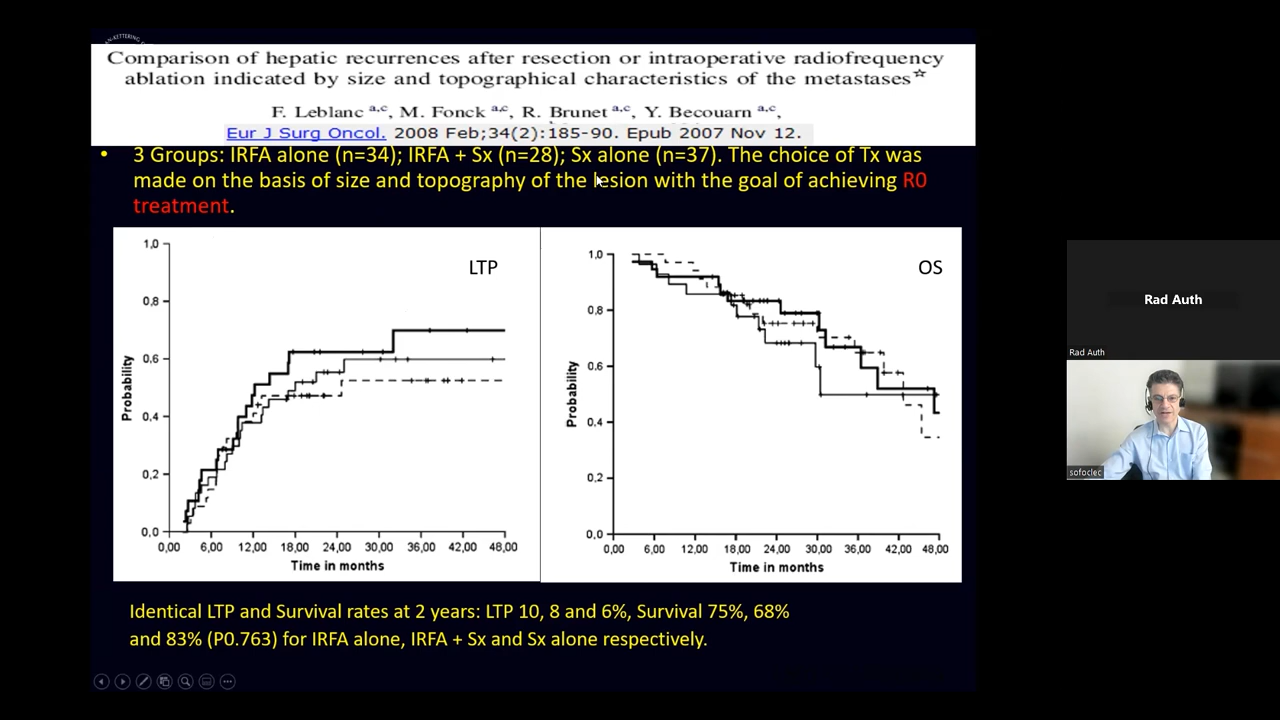 AN-KETTERING
Comparison of hepatic recurrences after resection or intraoperative radiofrequency
ablation indicated by size and topographical characteristics of the metastases☆
F. Leblanc a,c, M. Fonck a,c, R. Brunet a,c, Y. Becouarn a,c,
Eur J Surg Oncol. 2008 Feb;34(2):185-90. Epub 2007 Nov 12.
• 3 Groups: IRFA alone (n=34); IRFA + Sx (n=28); Sx alone (n=37). The choice of Tx was
made on the basis of size and topography of the lesion with the goal of achieving R0
treatment.
LTP
Probability
1,0
0,8
0,6
0,4
0,2
0,0
0,00 6,00 12,00 18,00 24,00 30,00 36,00 42,00 48,00
Time in months
OS
Probability
1,0
0,8
0,6
0,4
0,2
0,0
0,00 6,00 12,00 18,00 24,00 30,00 36,00 42,00 48,00
Time in months
Identical LTP and Survival rates at 2 years: LTP 10, 8 and 6%, Survival 75%, 68%
and 83% (P0.763) for IRFA alone, IRFA + Sx and Sx alone respectively.
Rad Auth
Rad Auth
sofoclec